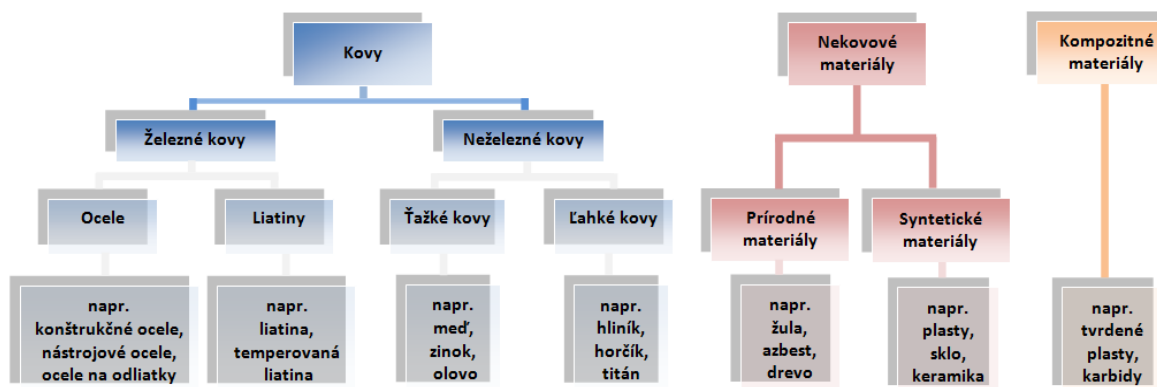 Kovy
Nekovové
materiály
Kompozitné
materiály
Železné kovy
Neželezné kovy
Ocele
Liatiny
Ťažké kovy
Ľahké kovy
Prírodné
materiály
Syntetické
materiály
napr.
konštrukčné ocele,
nástrojové ocele,
ocele na odliatky
napr.
liatina,
temperovaná
liatina
napr.
meď,
zinok,
olovo
napr.
hliník,
horčík,
titán
napr.
žula,
azbest,
drevo
napr.
plasty,
sklo,
keramika
napr.
tvrdené
plasty,
karbidy